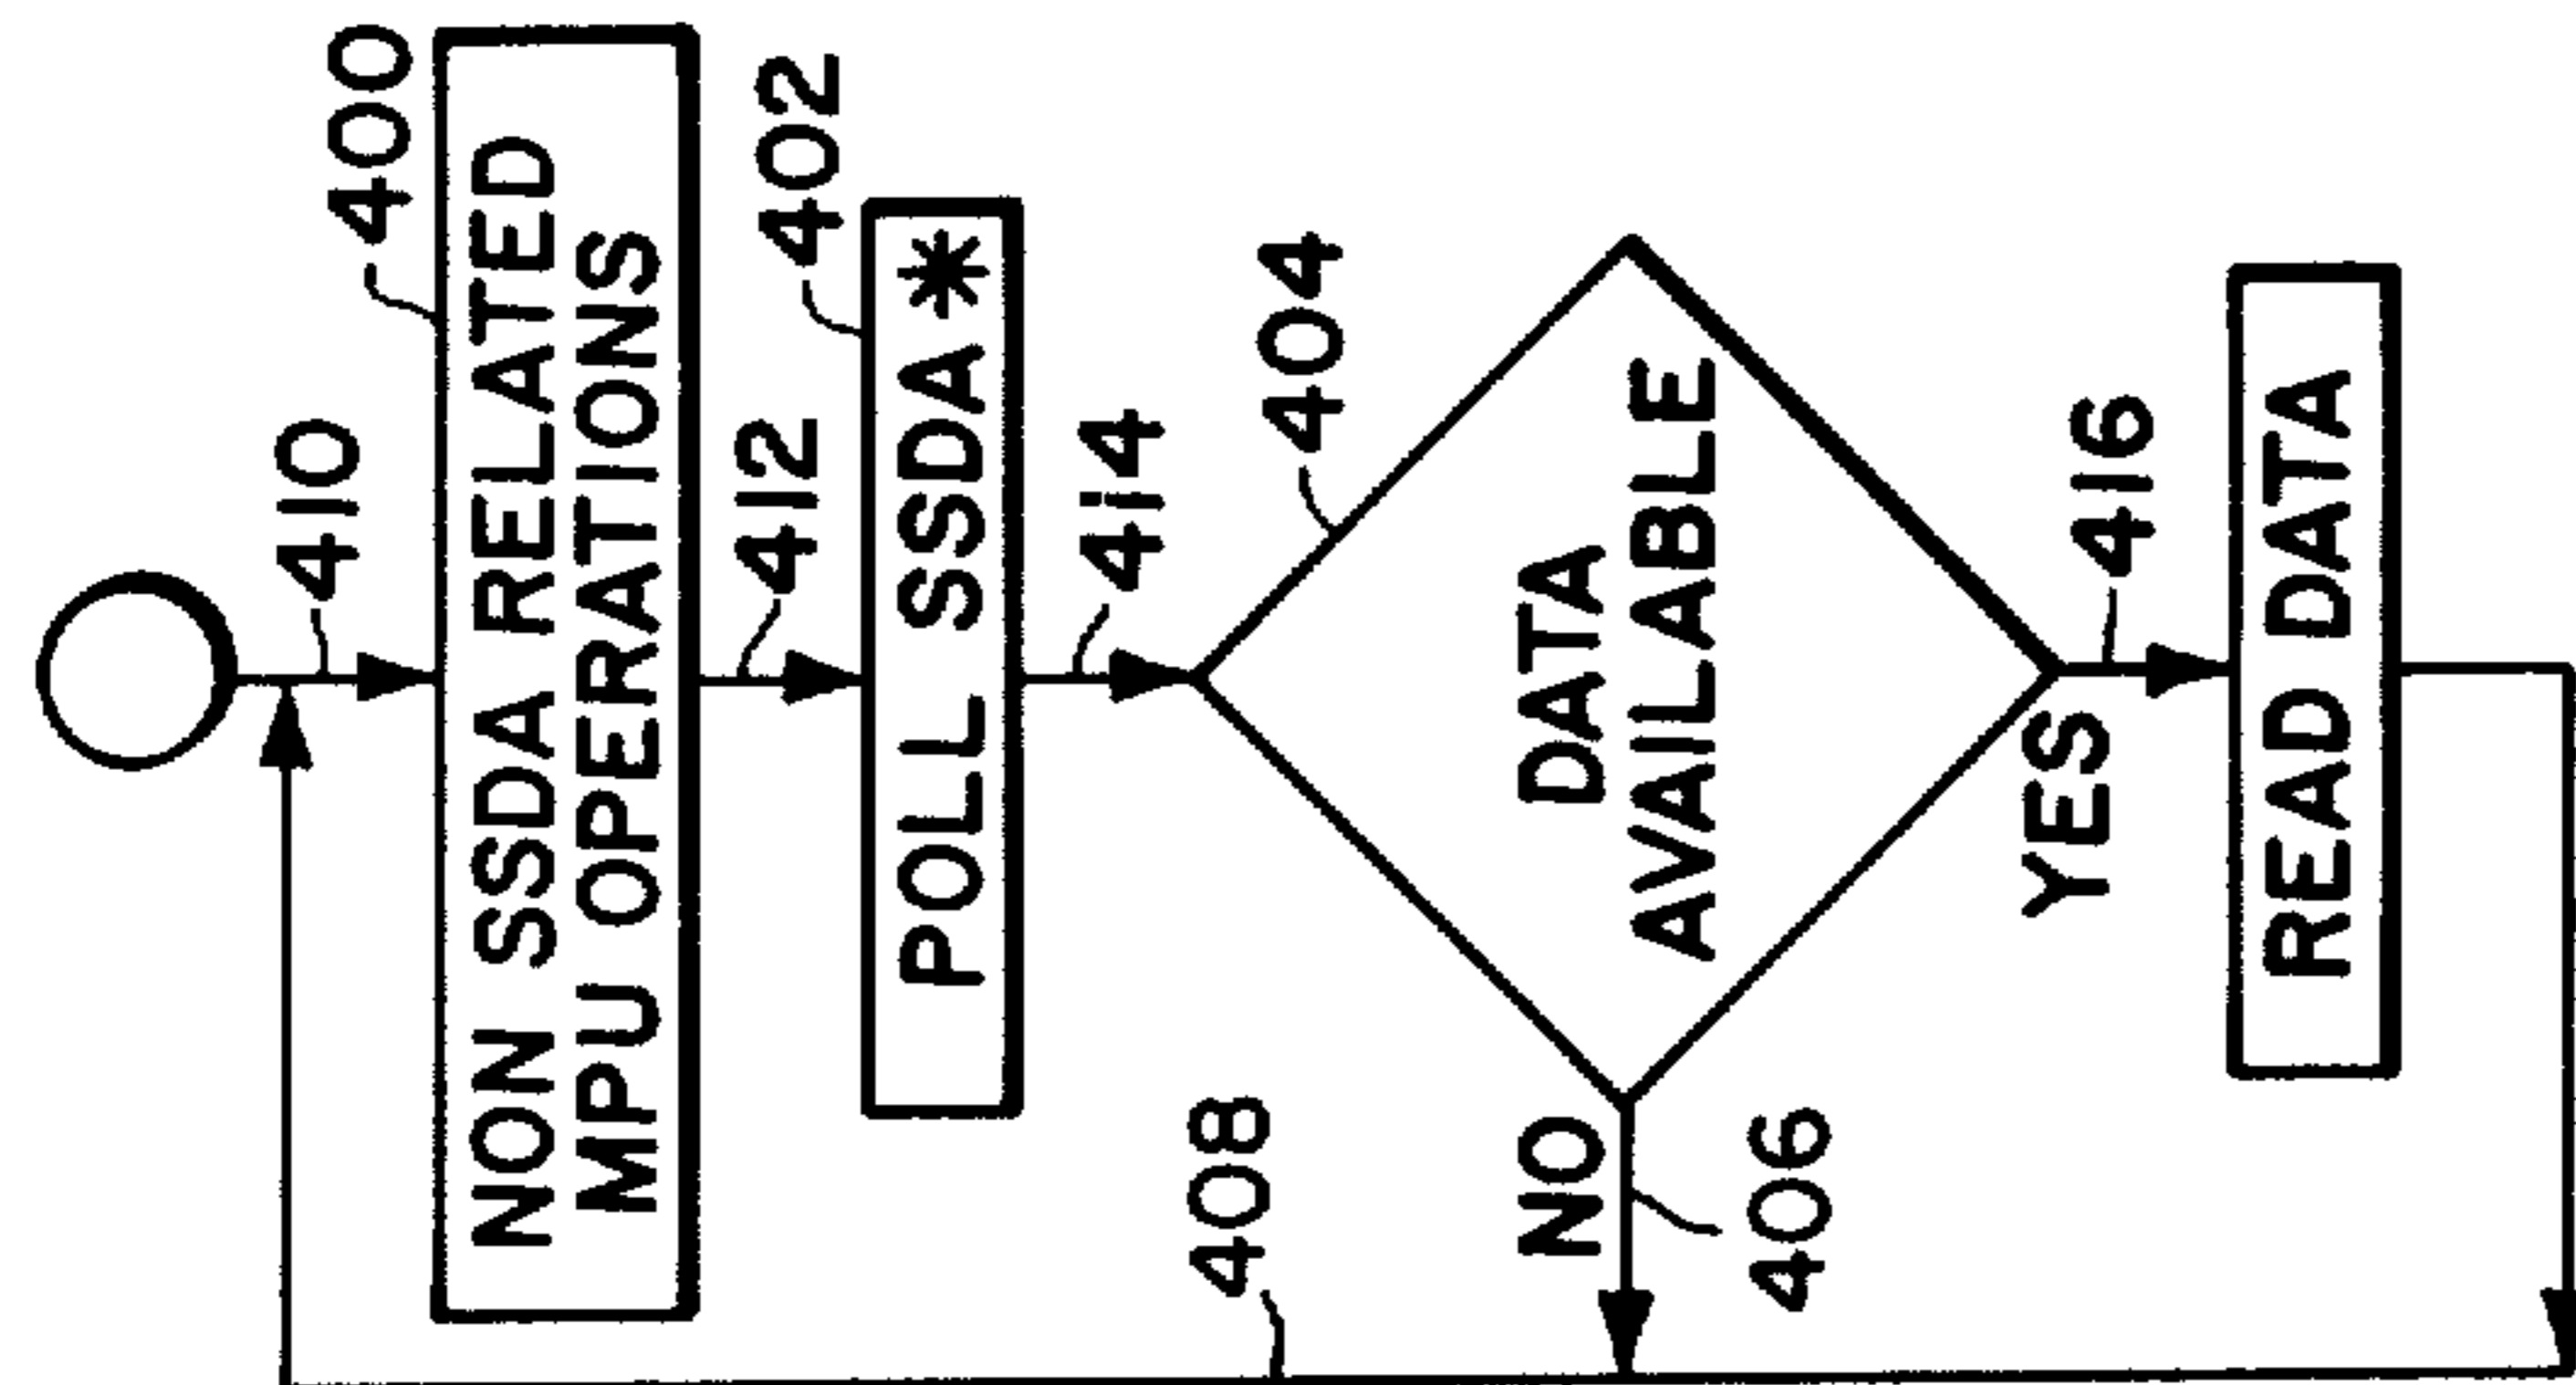 410
400
NON SSDA RELATED
MPU OPERATIONS
412
402
POLL SSDA *
414
404
DATA
AVAILABLE
408
NO
406
YES
416
READ DATA